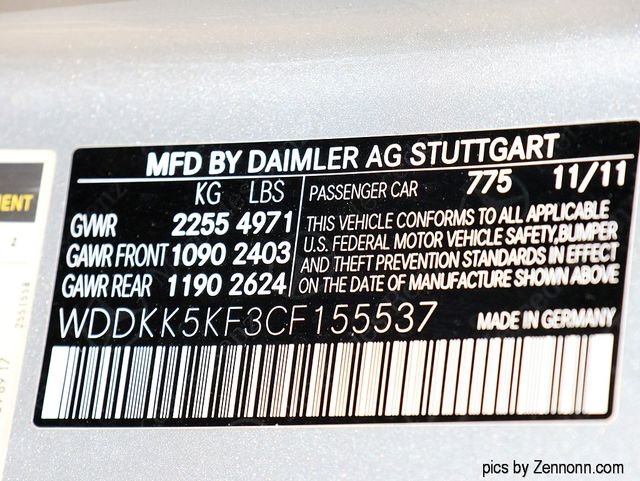 MFD BY DAIMLER AG STUTTGART
KG LBS
GVWR 2255 4971
GAWR FRONT 1090 2403
GAWR REAR 1190 2624
PASSENGER CAR 775 11/11
THIS VEHICLE CONFORMS TO ALL APPLICABLE
U.S. FEDERAL MOTOR VEHICLE SAFETY, BUMPER
AND THEFT PREVENTION STANDARDS IN EFFECT
ON THE DATE OF MANUFACTURE SHOWN ABOVE
WDDKK5KF3CF155537
MADE IN GERMANY
ENT
pics by Zennonn.com